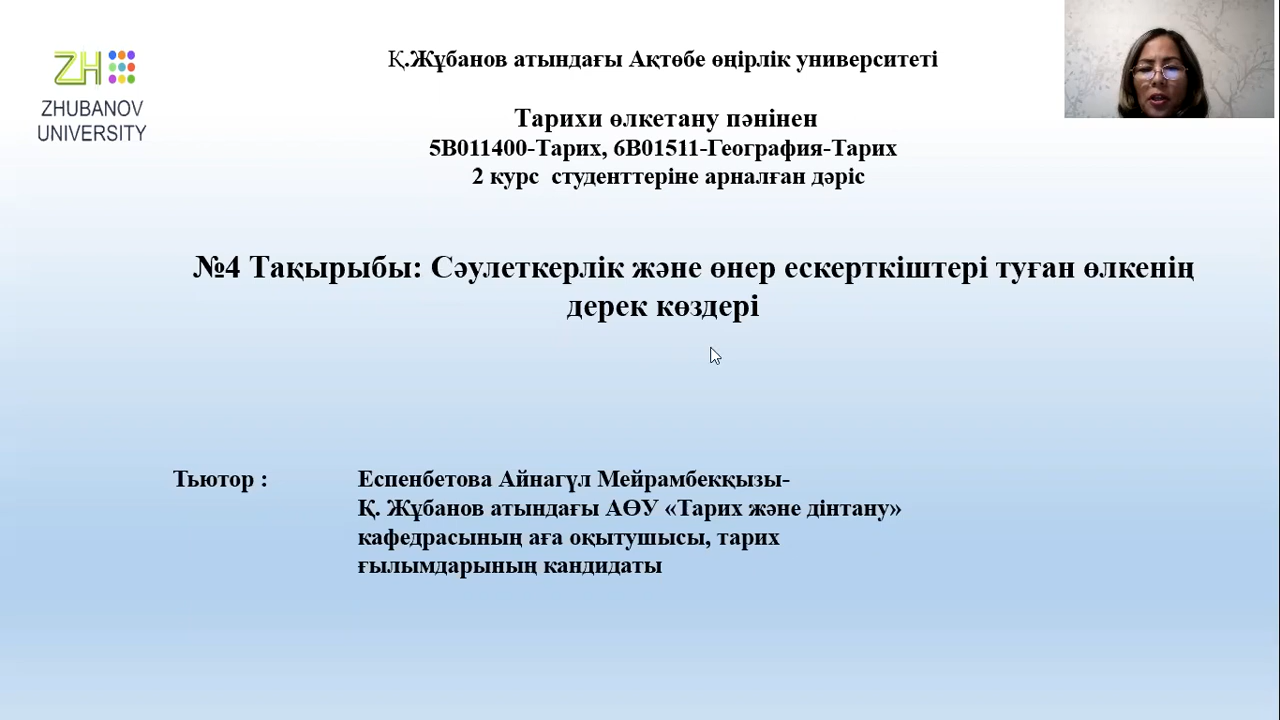 ZH
ZHUBANOV
UNIVERSITY
Қ.Жұбанов атындағы Ақтөбе өңірлік университеті
Тарихи өлкетану пәнінен
5В011400-Тарих, 6В01511-География-Тарих
2 курс студенттеріне арналған дәріс
№4 Тақырыбы: Сәулеткерлік және өнер ескерткіштері туған өлкенің
дерек көздері
Тьютор : Еспенбетова Айнагүл Мейрамбекқызы-
Қ. Жұбанов атындағы АӨУ «Тарих және дінтану»
кафедрасының аға оқытушысы, тарих
ғылымдарының кандидаты